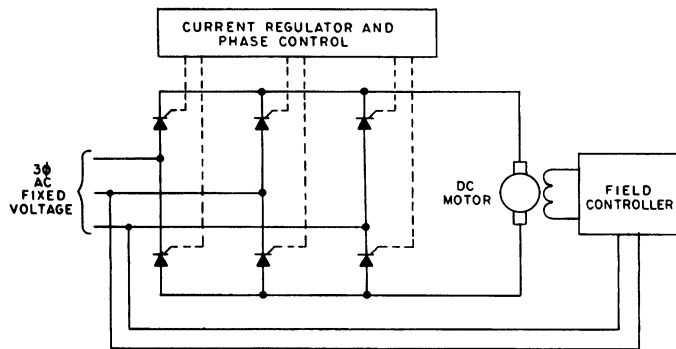 CURRENT REGULATOR AND
PHASE CONTROL
3ϕ
AC
FIXED
VOLTAGE
DC
MOTOR
FIELD
CONTROLLER